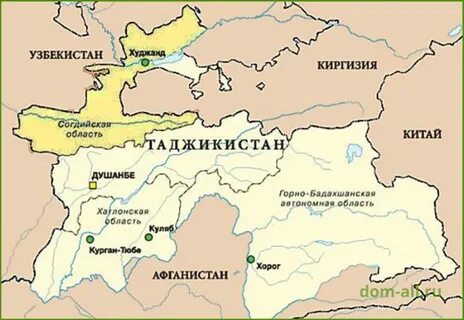 УЗБЕКИСТАН
Худжанд
КИРГИЗИЯ
Согдийская
область
КИТАЙ
ТАДЖИКИСТАН
ДУШАНБЕ
Горно-Бадахшанская
автономная область
Хатлонская
область
Куляб
Курган-Тюбе
АФГАНИСТАН
Хорог
dom-all.ru